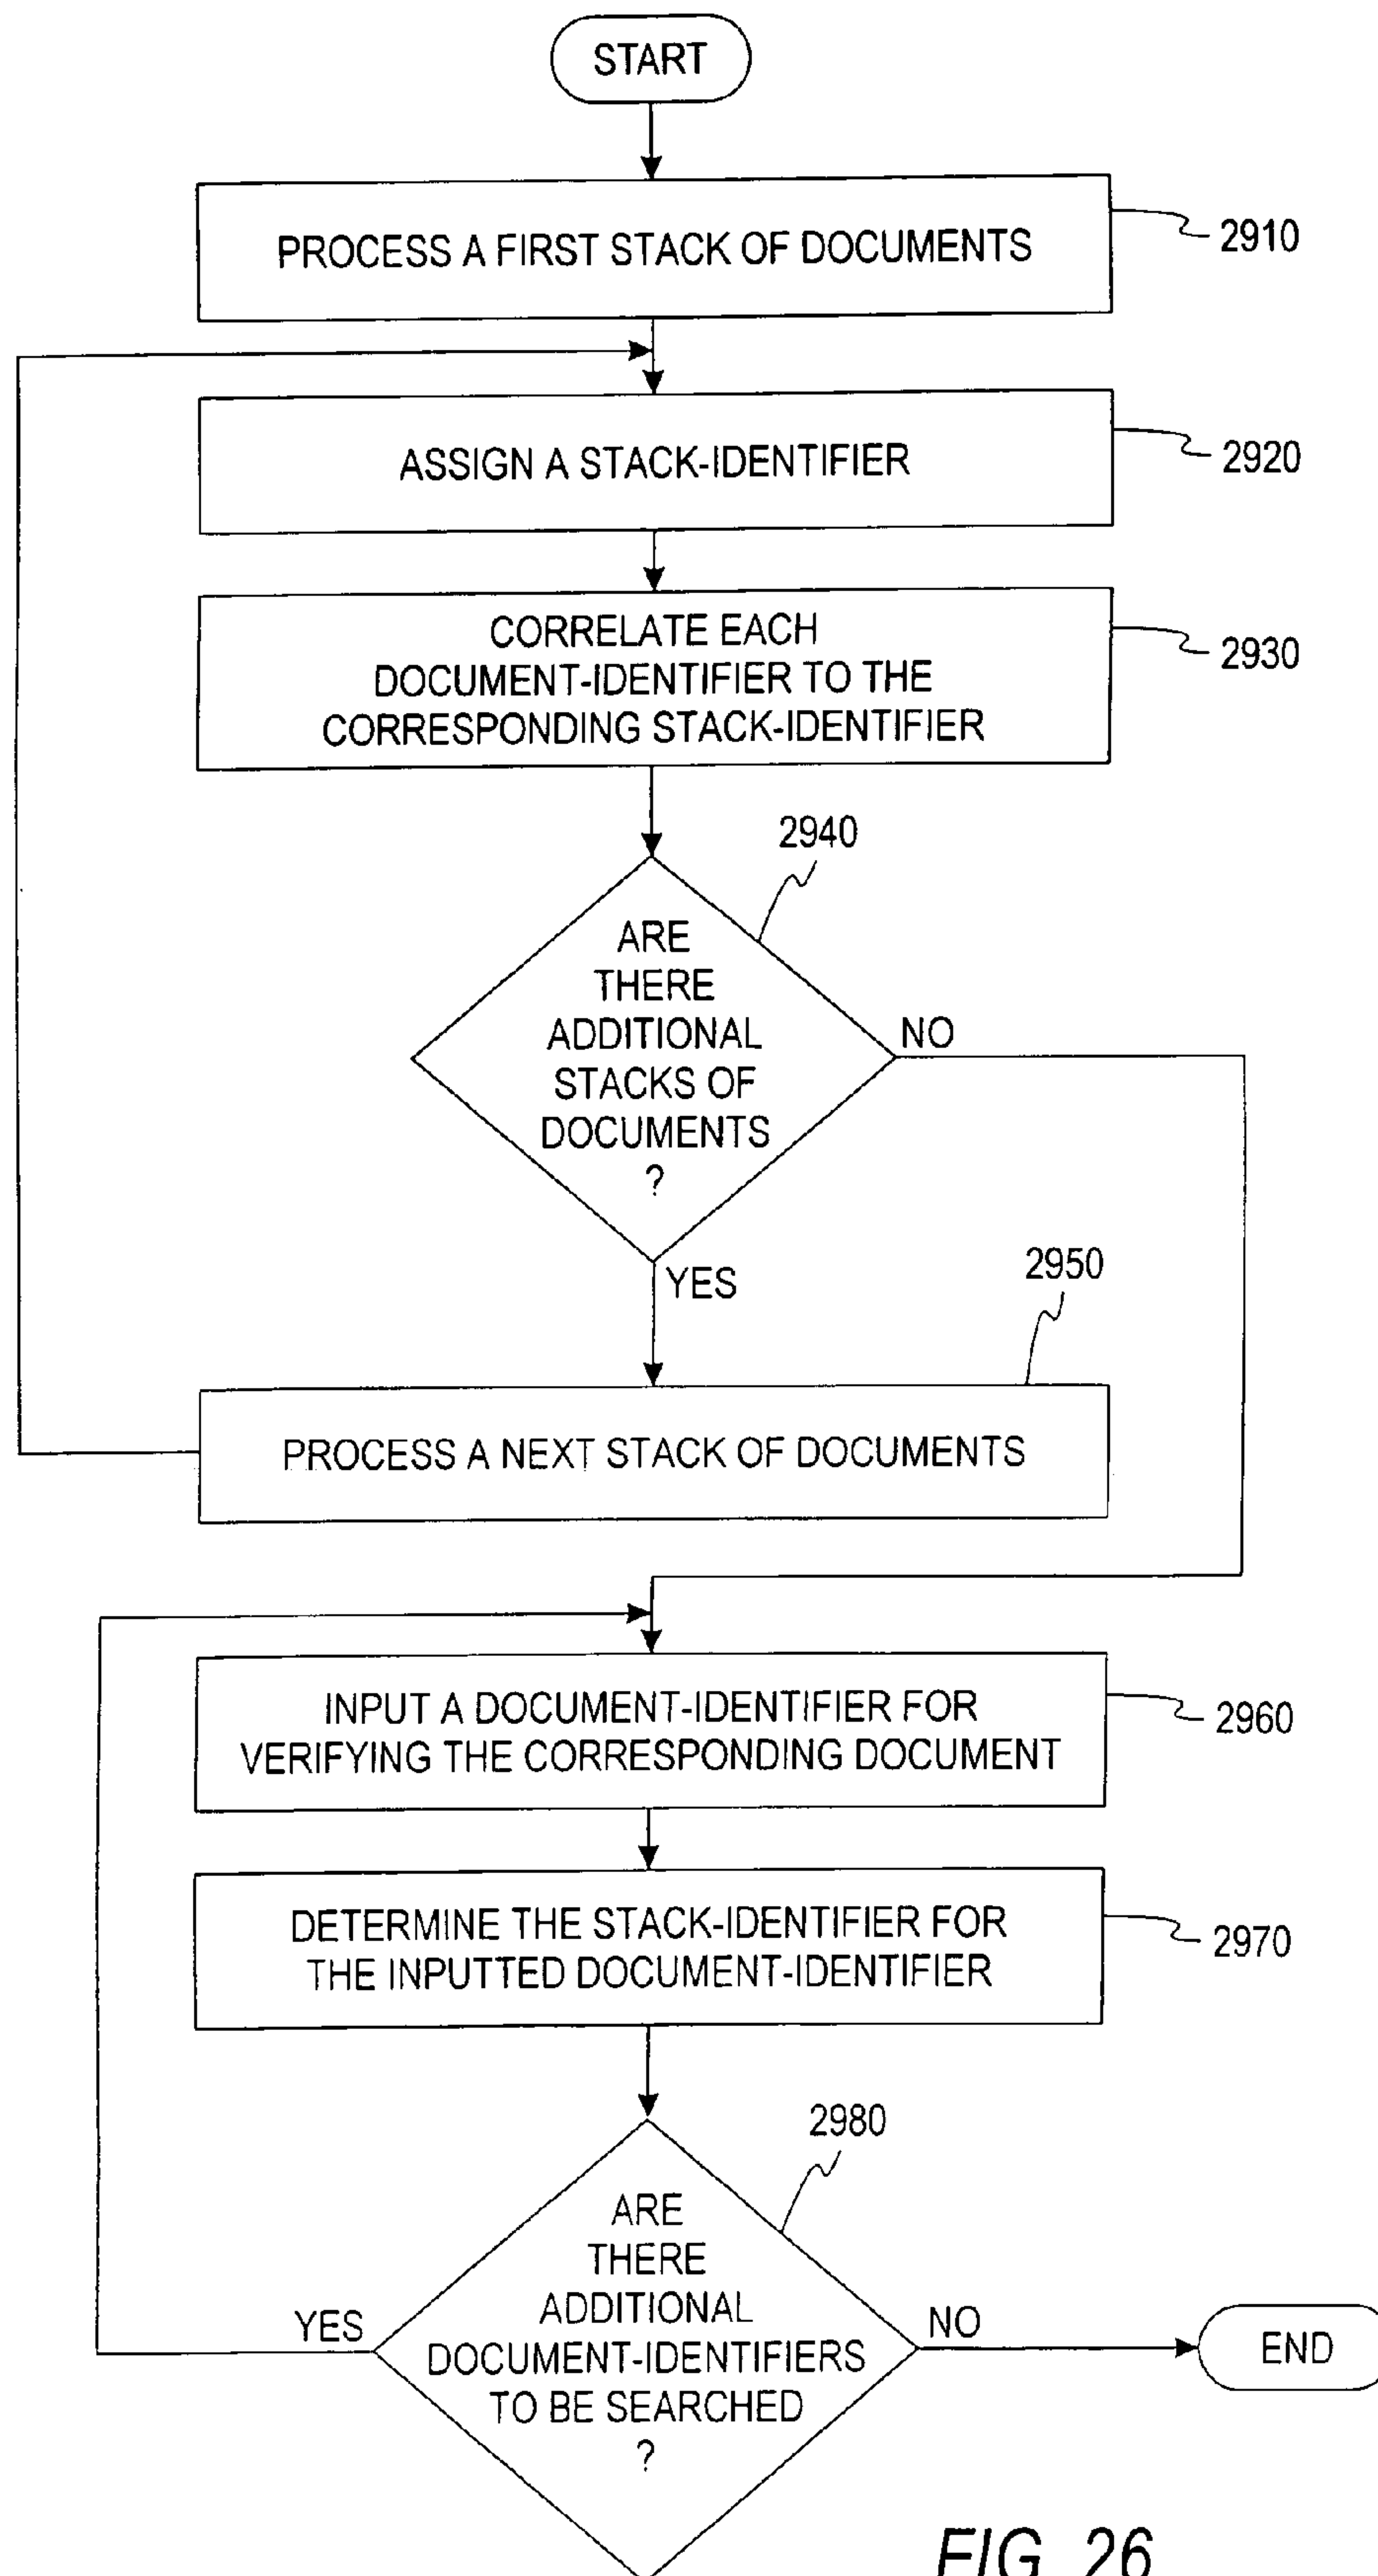 START
PROCESS A FIRST STACK OF DOCUMENTS
2910
ASSIGN A STACK-IDENTIFIER
2920
CORRELATE EACH
DOCUMENT-IDENTIFIER TO THE
CORRESPONDING STACK-IDENTIFIER
2930
2940
ARE
THERE
ADDITIONAL
STACKS OF
DOCUMENTS
?
NO
YES
2950
PROCESS A NEXT STACK OF DOCUMENTS
INPUT A DOCUMENT-IDENTIFIER FOR
VERIFYING THE CORRESPONDING DOCUMENT
2960
DETERMINE THE STACK-IDENTIFIER FOR
THE INPUTTED DOCUMENT-IDENTIFIER
2970
2980
ARE
THERE
ADDITIONAL
DOCUMENT-IDENTIFIERS
TO BE SEARCHED
?
YES
NO
END
FIG. 26